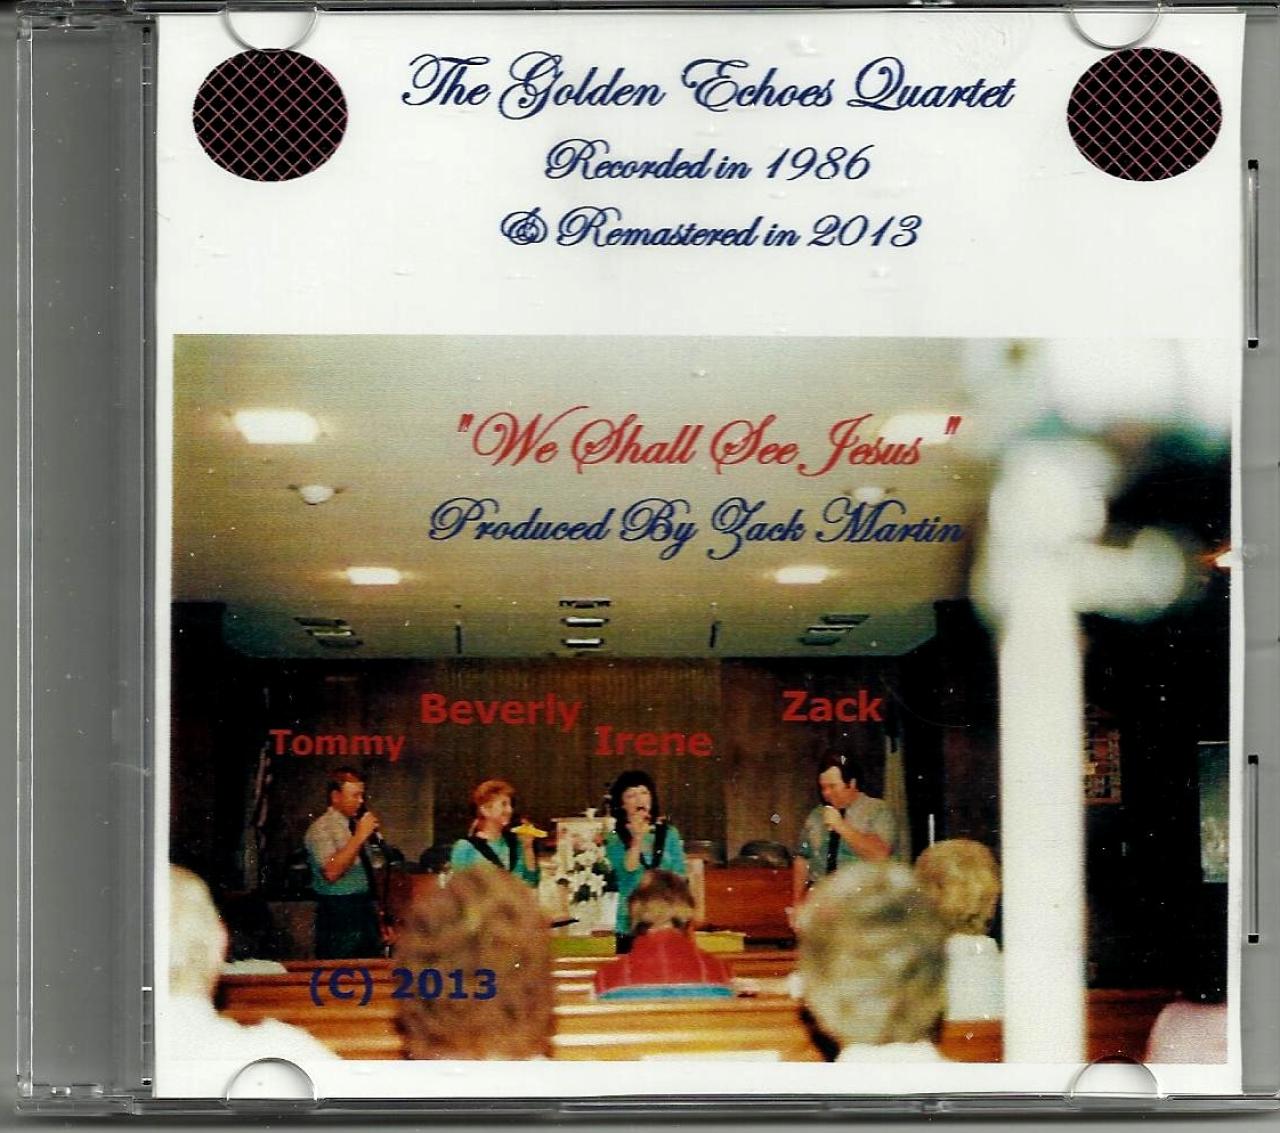 The Golden Echoes Quartet
Recorded in 1986
& Remastered in 2013
"We Shall See Jesus"
Produced By Zack Martin
Beverly
Zack
Tommy
Irene
(C) 2013